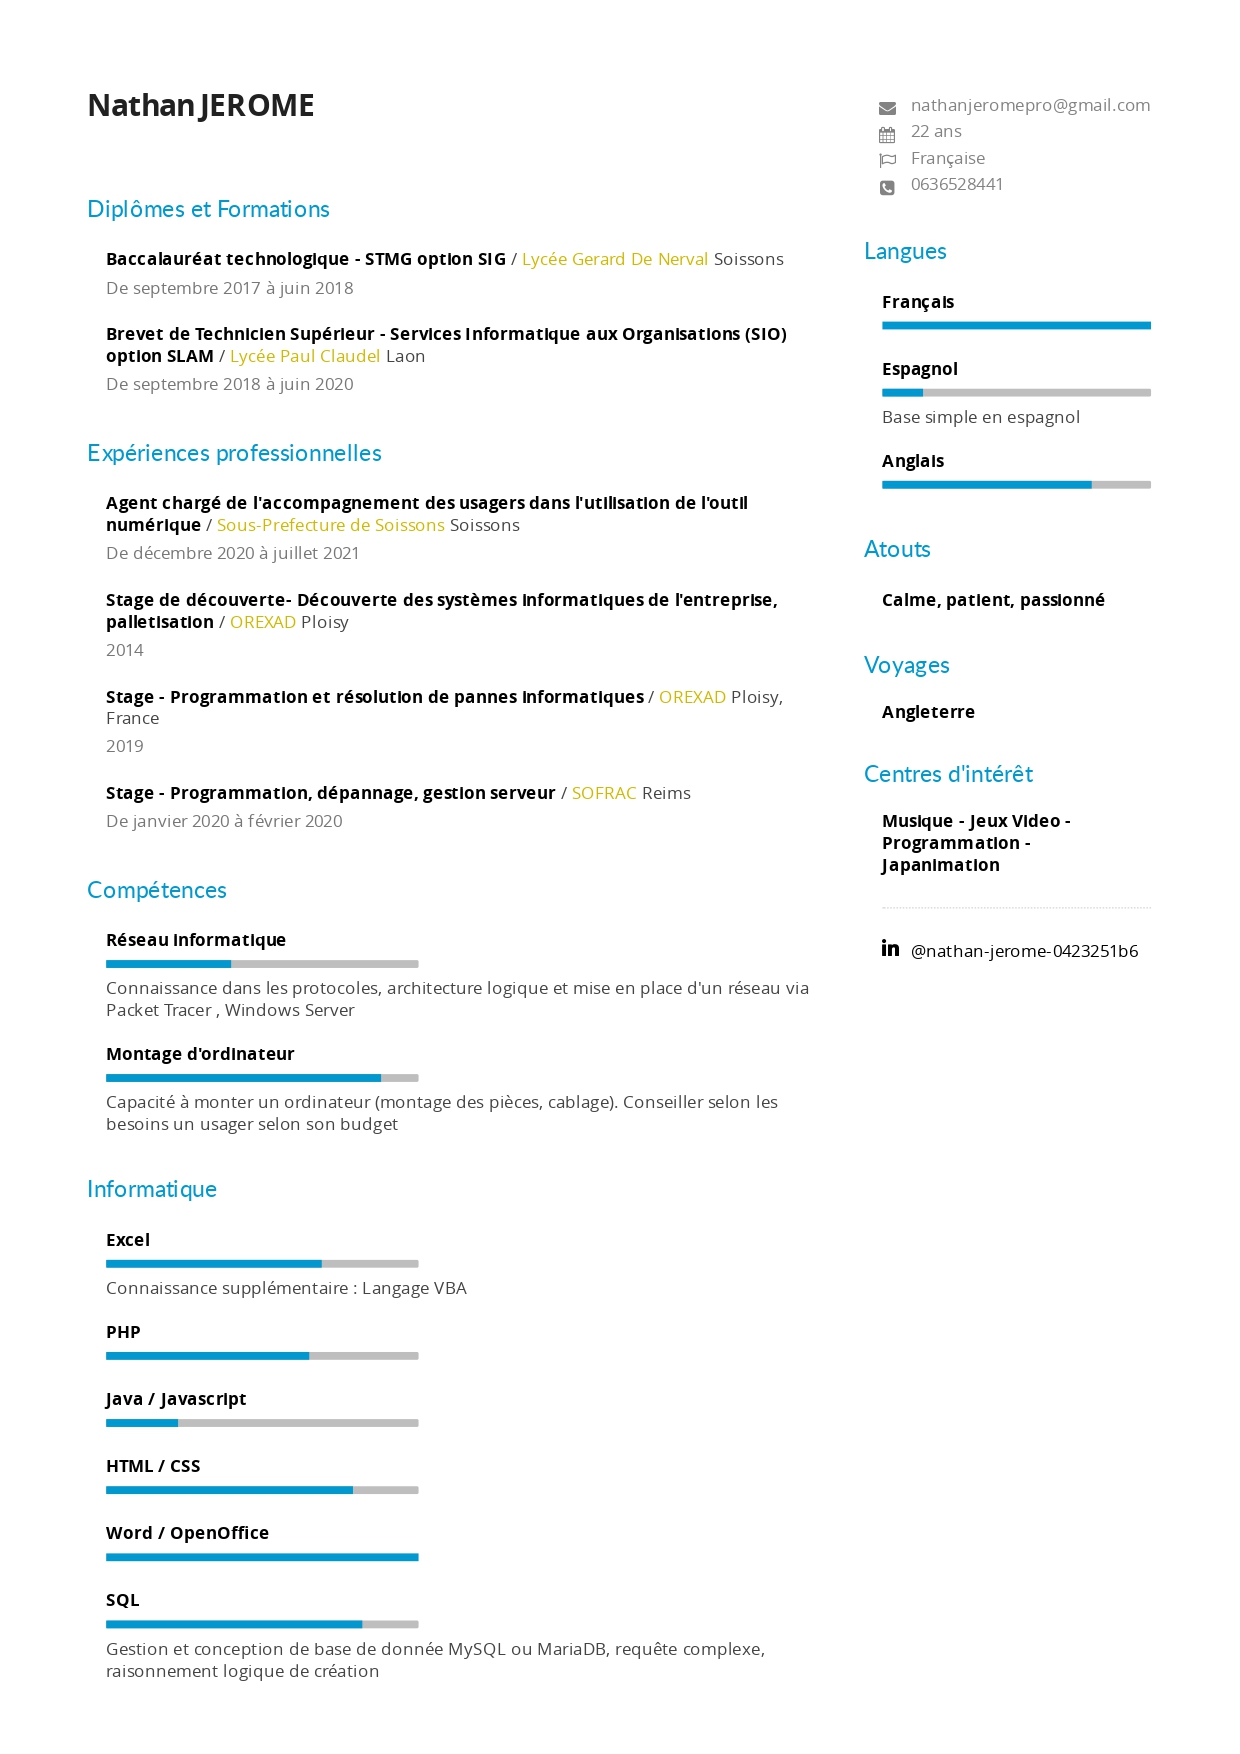 Nathan JEROME
nathanjeromepro@gmail.com
22 ans
Française
0636528441
Diplômes et Formations
Baccalauréat technologique - STMG option SIG / Lycée Gerard De Nerval Soissons
De septembre 2017 à juin 2018
Brevet de Technicien Supérieur - Services Informatique aux Organisations (SIO)
option SLAM / Lycée Paul Claudel Laon
De septembre 2018 à juin 2020
Expériences professionnelles
Agent chargé de l'accompagnement des usagers dans l'utilisation de l'outil
numérique / Sous-Prefecture de Soissons Soissons
De décembre 2020 à juillet 2021
Stage de découverte- Découverte des systèmes informatiques de l'entreprise,
palletisation / OREXAD Ploisy
2014
Stage - Programmation et résolution de pannes informatiques / OREXAD Ploisy,
France
2019
Stage - Programmation, dépannage, gestion serveur / SOFRAC Reims
De janvier 2020 à février 2020
Compétences
Réseau informatique
Connaissance dans les protocoles, architecture logique et mise en place d'un réseau via
Packet Tracer , Windows Server
Montage d'ordinateur
Capacité à monter un ordinateur (montage des pièces, cablage). Conseiller selon les
besoins un usager selon son budget
Informatique
Excel
Connaissance supplémentaire : Langage VBA
PHP
Java / Javascript
HTML / CSS
Word / OpenOffice
SQL
Gestion et conception de base de donnée MySQL ou MariaDB, requête complexe,
raisonnement logique de création
Langues
Français
Espagnol
Base simple en espagnol
Anglais
Atouts
Calme, patient, passionné
Voyages
Angleterre
Centres d'intérêt
Musique - Jeux Video -
Programmation -
Japanimation
in @nathan-jerome-0423251b6